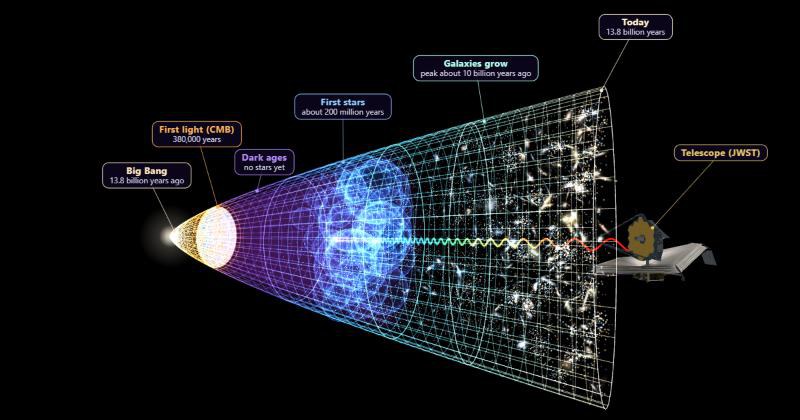 Big Bang
13.8 billion years ago
First light (CMB)
380,000 years
Dark ages
no stars yet
First stars
about 200 million years
Galaxies grow
peak about 10 billion years ago
Today
13.8 billion years
Telescope (JWST)